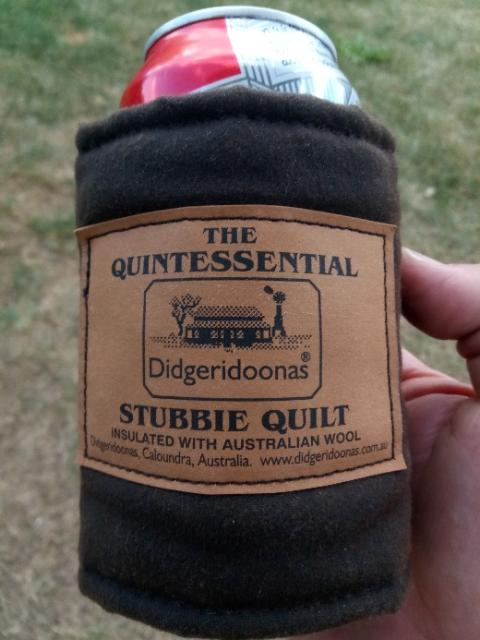 THE
QUINTESSENTIAL
Didgeridoonas®
STUBBIE QUILT
INSULATED WITH AUSTRALIAN WOOL
Didgeridoonas, Caloundra, Australia. www.didgeridoonas.com.au